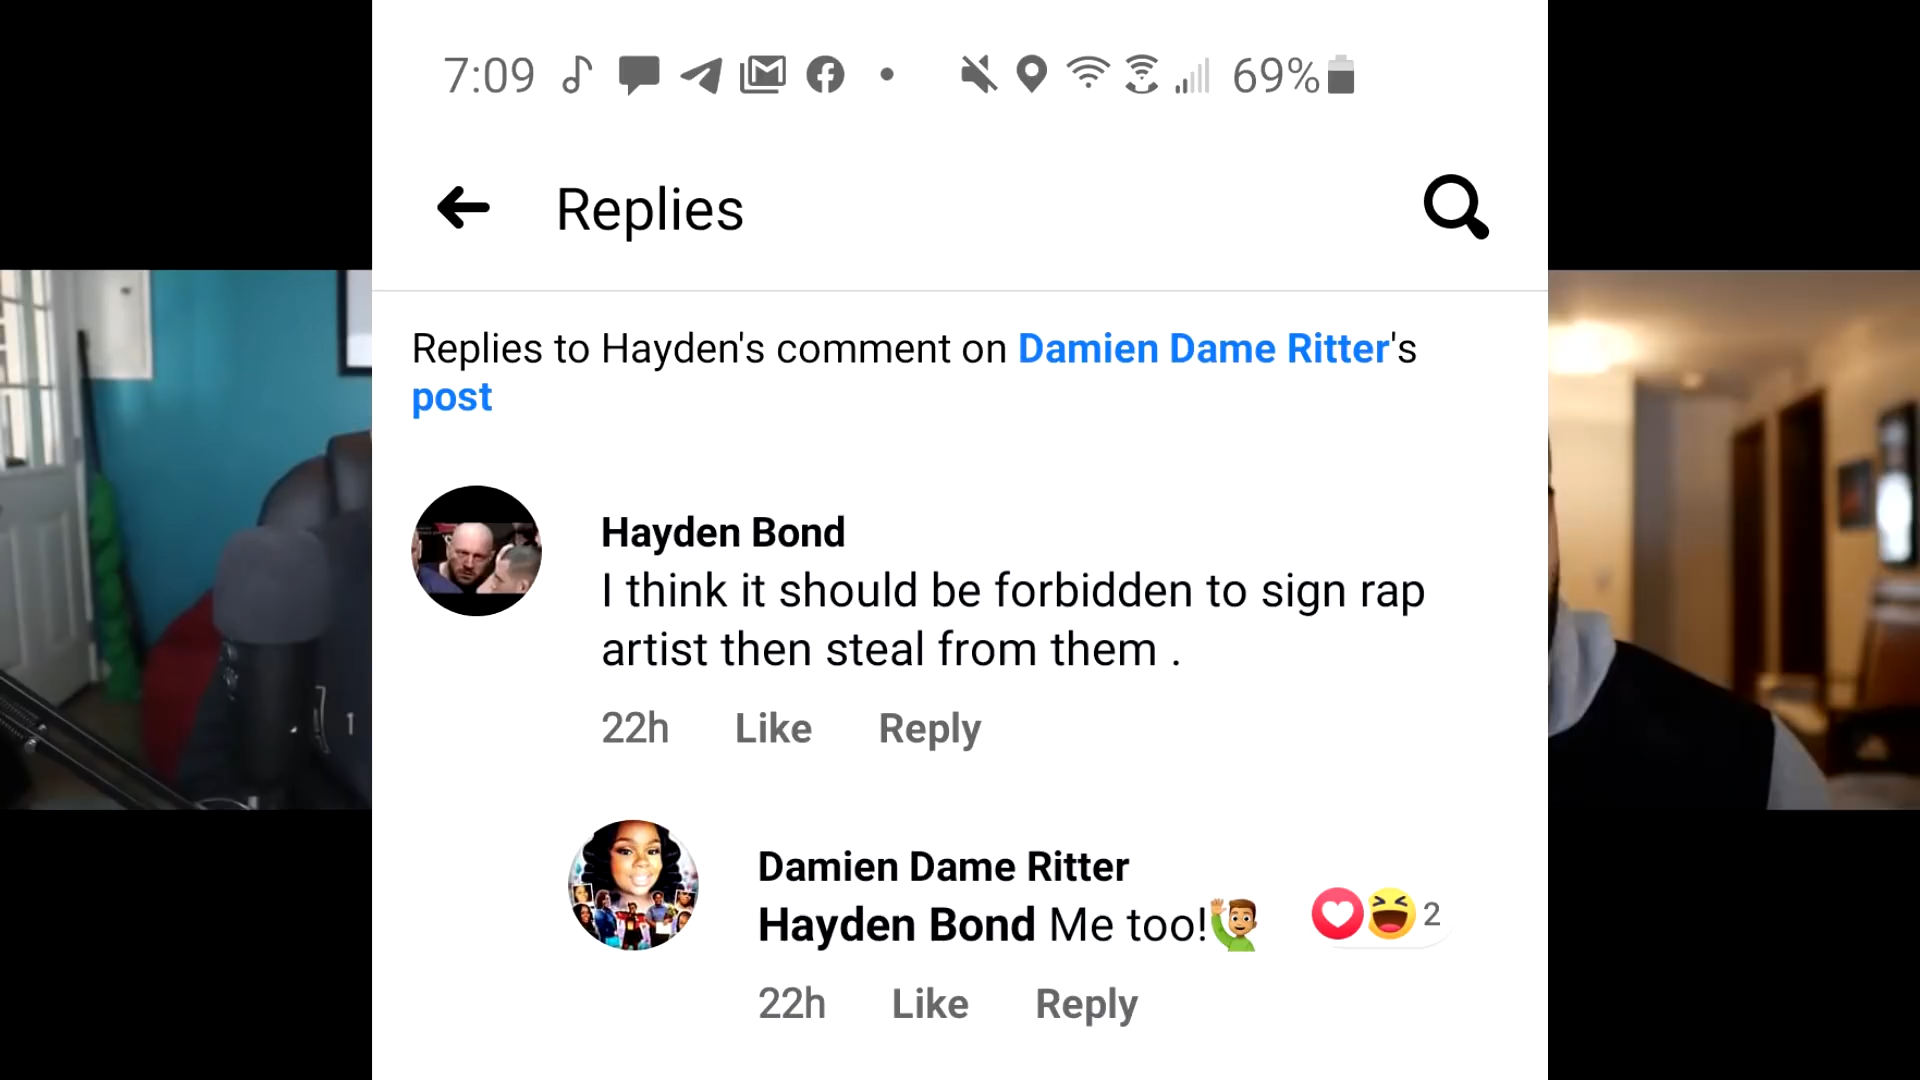 7:09 69%
Replies
Replies to Hayden's comment on Damien Dame Ritter's
post
Hayden Bond
I think it should be forbidden to sign rap
artist then steal from them .
22h Like Reply
Damien Dame Ritter
Hayden Bond Me too!🙋🏽‍♂️ 2
22h Like Reply